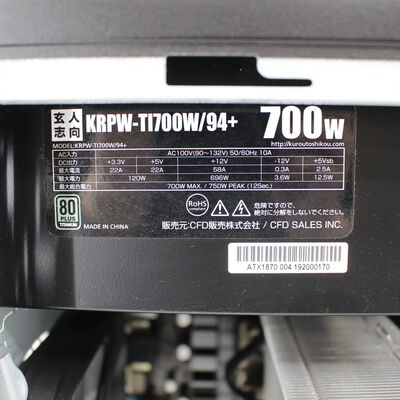 玄人志向 KRPW-TI700W/94+ 700W
MODEL:KRPW-TI700W/94+ (http://kuroutoshikou.com)
AC入力 AC100V(90~132V) 50/60Hz 10A
DC出力 +3.3V +5V +12V -12V +5Vsb
最大電流 22A 22A 58A 0.3A 2.5A
最大電力 120W 696W 3.6W 12.5W
最大総合電力 700W MAX. / 750W PEAK (12Sec.)
80 PLUS TITANIUM
MADE IN CHINA
RoHS compliant
危険ですので、
絶対に分解をしないでください。
販売元:CFD販売株式会社 / CFD SALES INC.
ATX1870 004 192000170